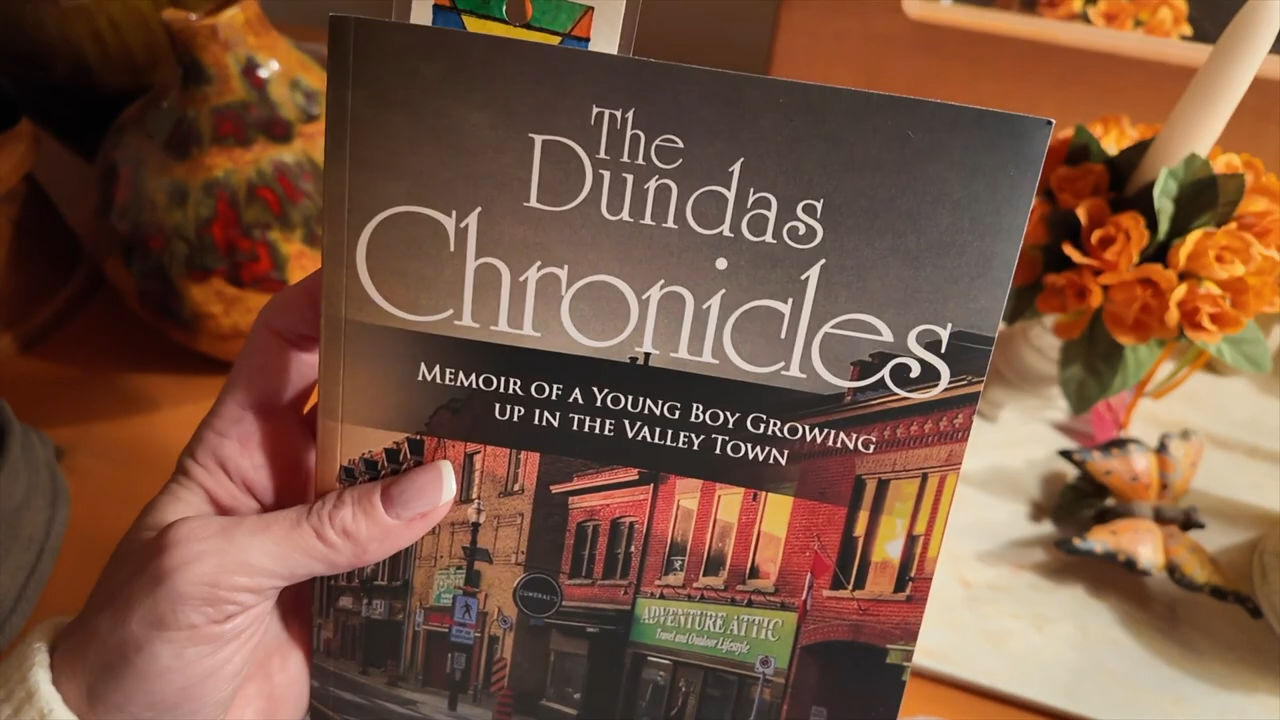 The
Dundas
Chronicles
MEMOIR OF A YOUNG BOY GROWING
UP IN THE VALLEY TOWN
CUMBRAE'S
ADVENTURE ATTIC
Travel and Outdoor Lifestyle